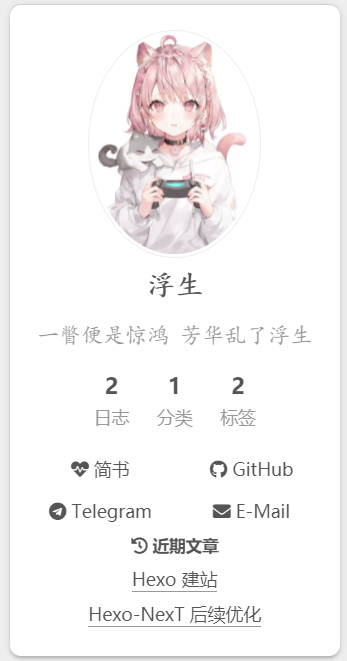 浮生
一瞥便是惊鸿 芳华乱了浮生
2 1 2
日志 分类 标签
简书 GitHub
Telegram E-Mail
近期文章
Hexo 建站
Hexo-NexT 后续优化